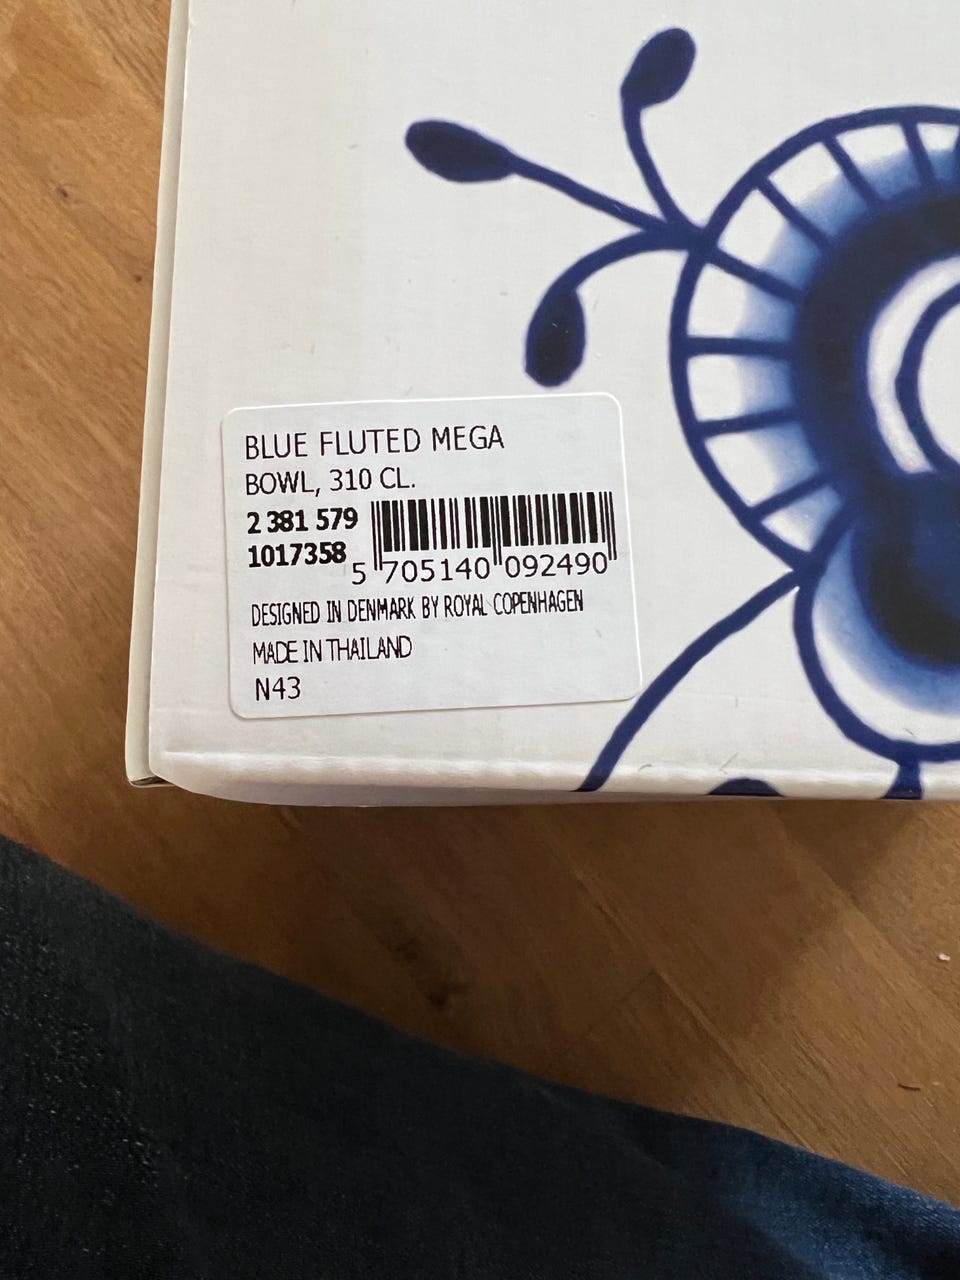 BLUE FLUTED MEGA
BOWL, 310 CL.
2 381 579
1017358
5 705140 092490
DESIGNED IN DENMARK BY ROYAL COPENHAGEN
MADE IN THAILAND
N43